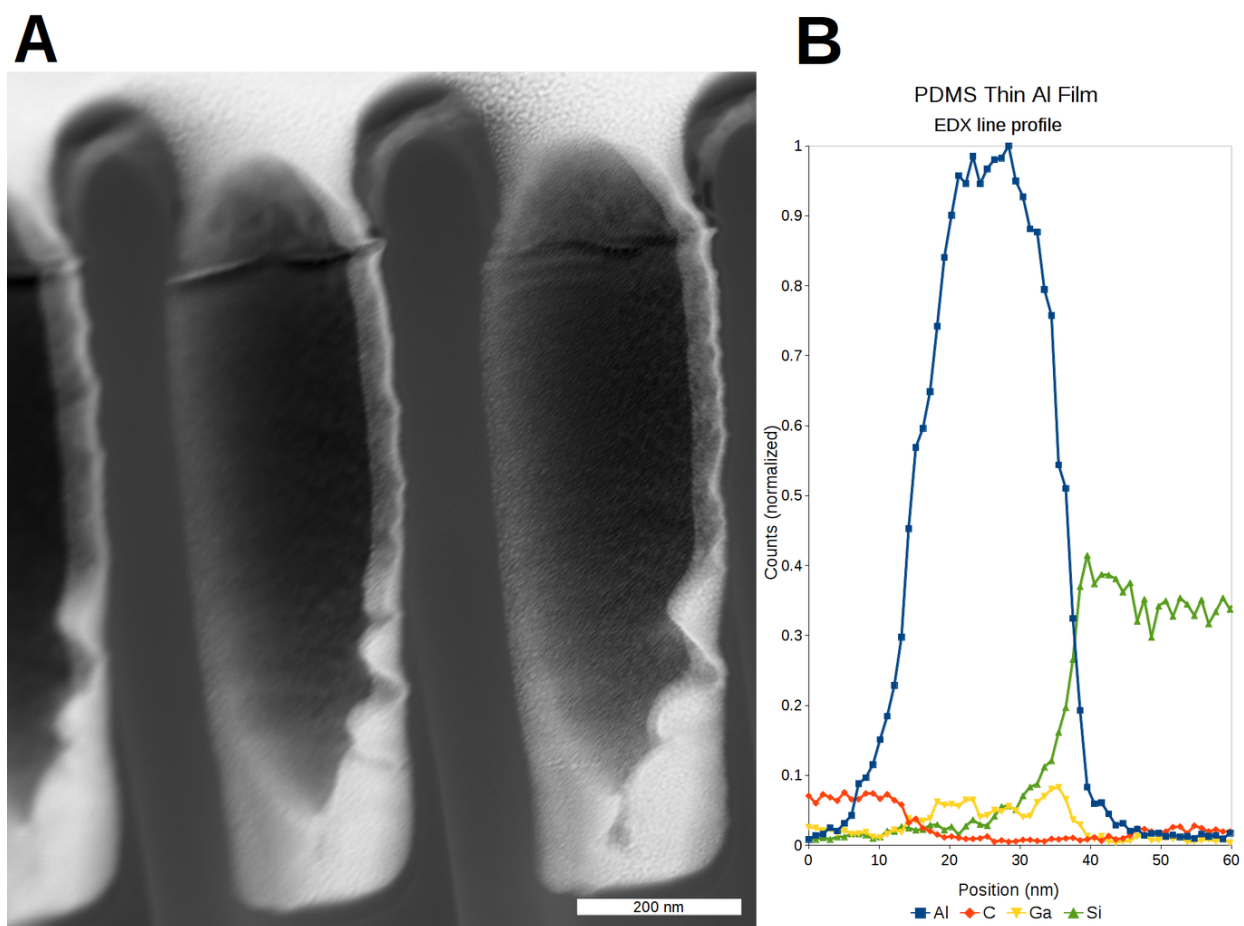 A
200 nm
B
PDMS Thin Al Film
EDX line profile
1
0.9
0.8
0.7
0.6
0.5
0.4
0.3
0.2
0.1
0
Counts (normalized)
0 10 20 30 40 50 60
Position (nm)
Al C Ga Si